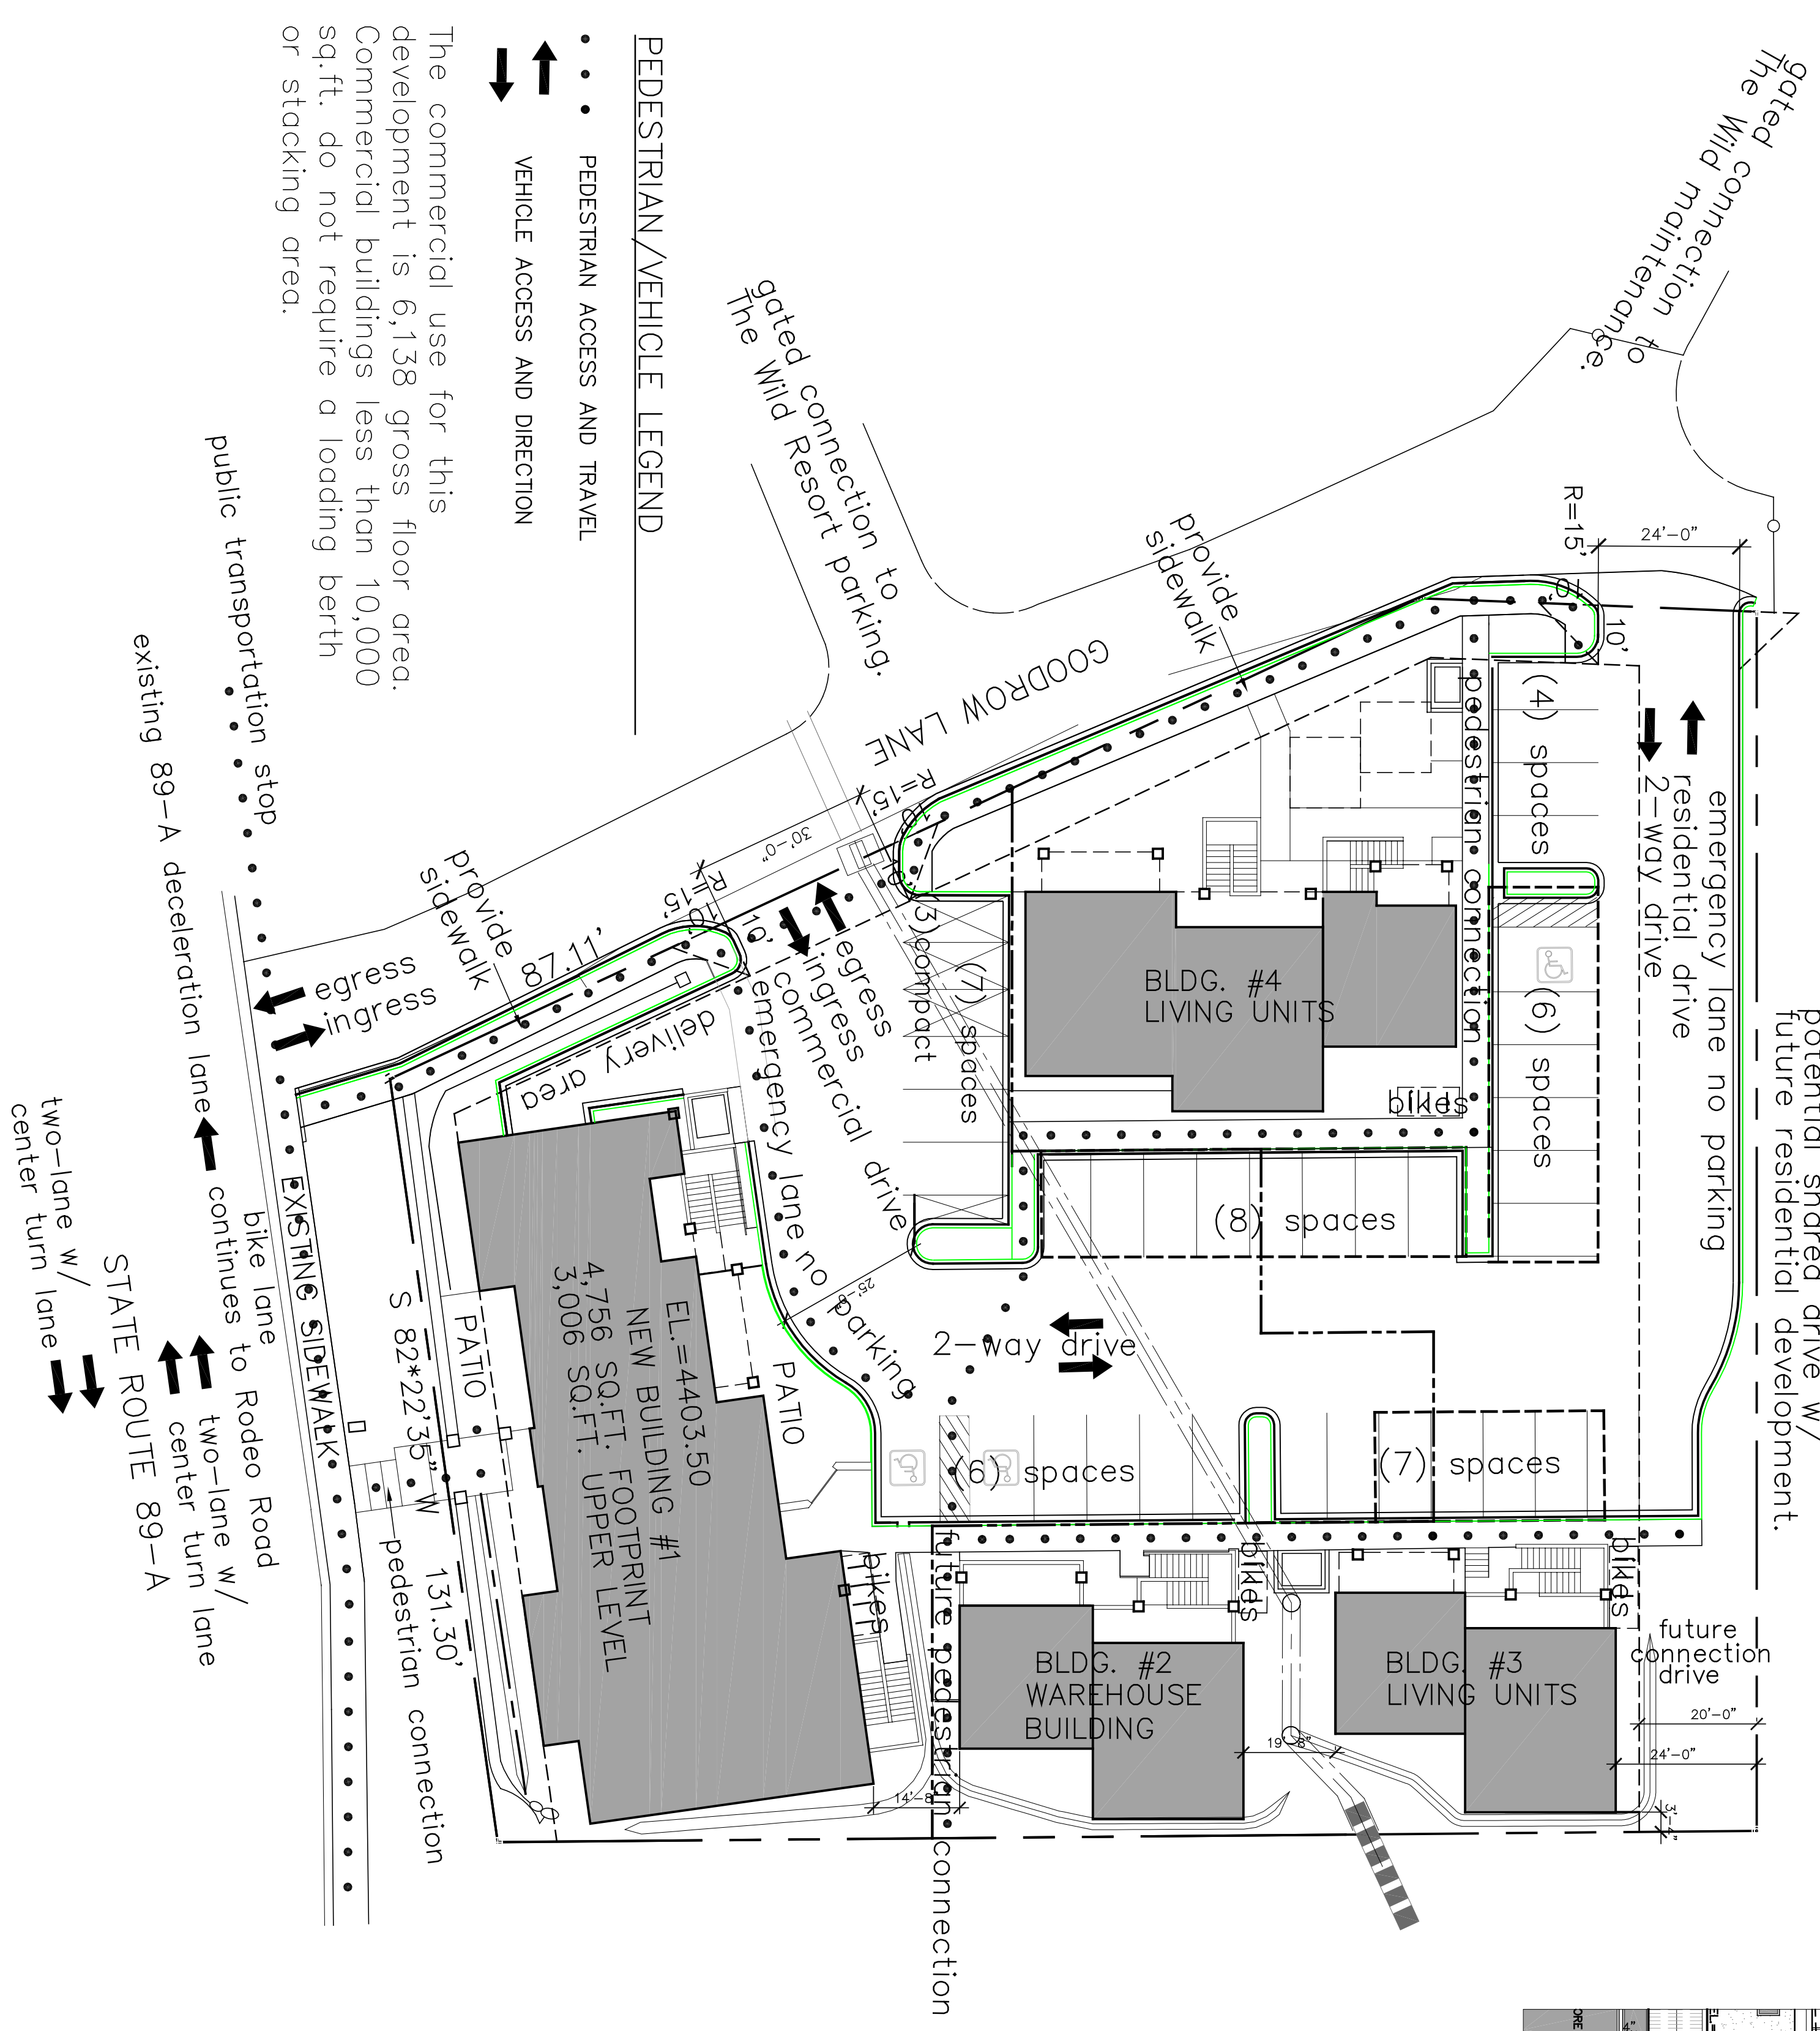 gated connection to
The Wild maintenance.
PEDESTRIAN/VEHICLE LEGEND
PEDESTRIAN ACCESS AND TRAVEL
VEHICLE ACCESS AND DIRECTION
The commercial use for this
development is 6,138 gross floor area.
Commercial buildings less than 10,000
sq.ft. do not require a loading berth
or stacking area.
gated connection to
The Wild Resort parking.
GOODROW LANE
provide
sidewalk
R=15'
24'-0"
10'
10'
(4) spaces
pedestrian connection
emergency lane no parking
residential drive
2-way drive
potential shared drive w/
future residential development.
(6) spaces
BLDG. #4
LIVING UNITS
bikes
(8) spaces
R=15'
10'
30'-0"
R=15'
10'
10'
(3)compact
(7) spaces
egress
ingress
commercial drive
emergency lane no parking
provide
sidewalk
87.11'
delivery area
egress
ingress
public transportation stop
existing 89-A deceleration lane
bike lane
continues to Rodeo Road
two-lane w/
center turn lane
STATE ROUTE 89-A
two-lane w/
center turn lane
EXISTING SIDEWALK
S 82*22'35" W
131.30'
pedestrian connection
PATIO
PATIO
25'-6"
EL.=4403.50
NEW BUILDING #1
4,756 SQ.FT. FOOTPRINT
3,006 SQ.FT. UPPER LEVEL
2-way drive
(6) spaces
(7) spaces
bikes
bikes
bikes
future pedestrian connection
BLDG. #2
WAREHOUSE
BUILDING
BLDG. #3
LIVING UNITS
future
connection
drive
20'-0"
24'-0"
19'-8"
14'-8"
3'-4"